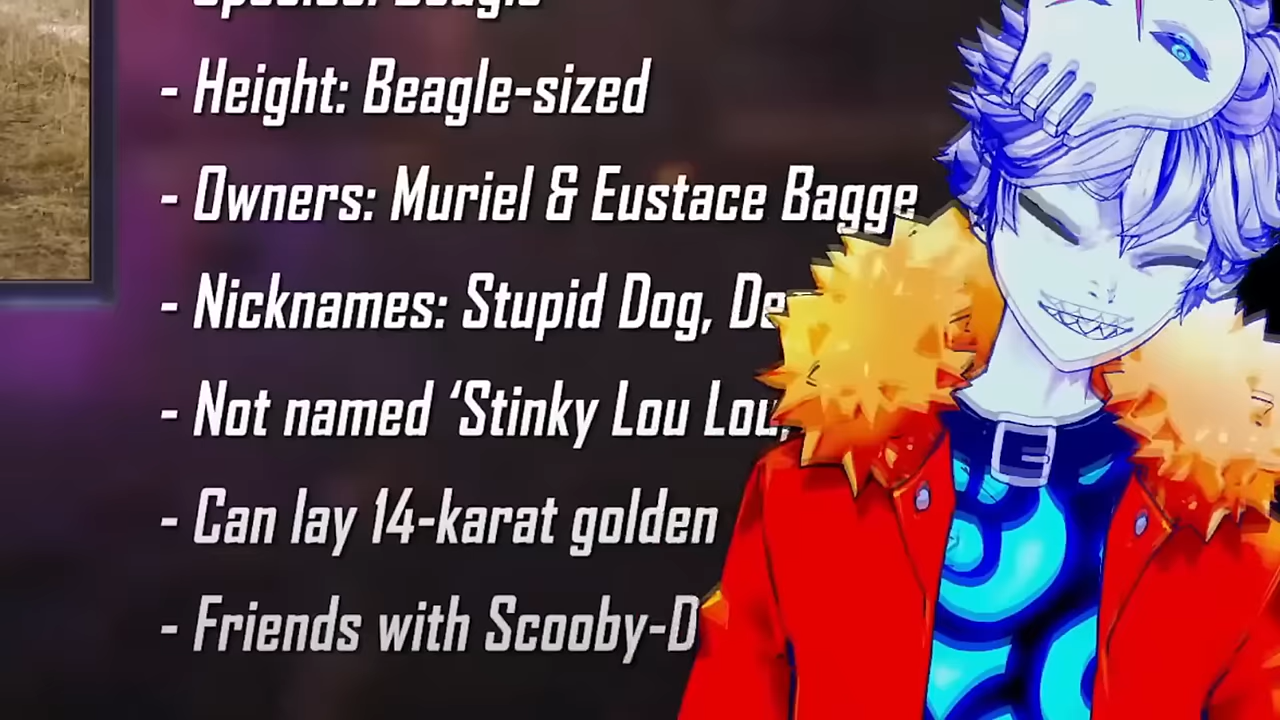 - Height: Beagle-sized
- Owners: Muriel & Eustace Bagge
- Nicknames: Stupid Dog,
- Not named ‘Stinky Lou Lou,
- Can lay 14-karat golden
- Friends with Scooby-D